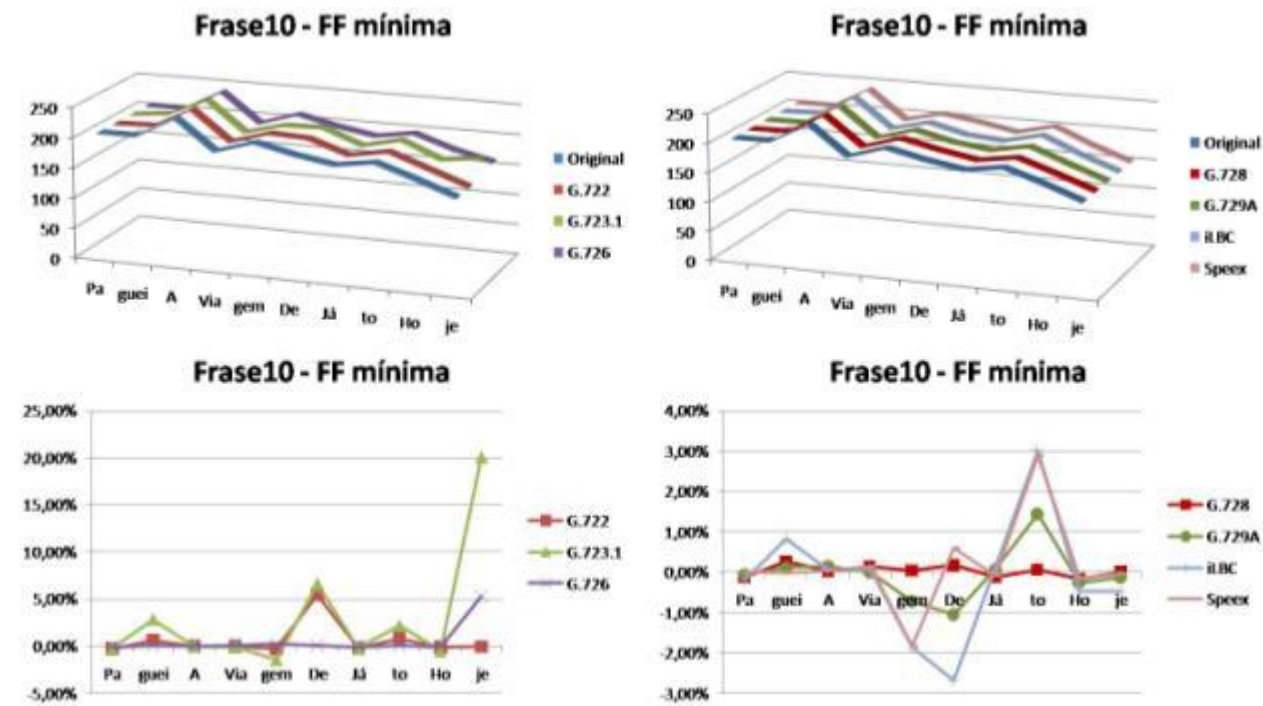 Frase10 - FF mínima
250
200
150
100
50
0
Pa guei A Via gem De Já to Ho je
Original
G.722
G.723.1
G.726
Frase10 - FF mínima
250
200
150
100
50
0
Pa guei A Via gem De Já to Ho je
Original
G.728
G.729A
iLBC
Speex
Frase10 - FF mínima
25,00%
20,00%
15,00%
10,00%
5,00%
0,00%
-5,00%
Pa guei A Via gem De Já to Ho je
G.722
G.723.1
G.726
Frase10 - FF mínima
4,00%
3,00%
2,00%
1,00%
0,00%
-1,00%
-2,00%
-3,00%
Pa guei A Via gem De Já to Ho je
G.728
G.729A
iLBC
Speex